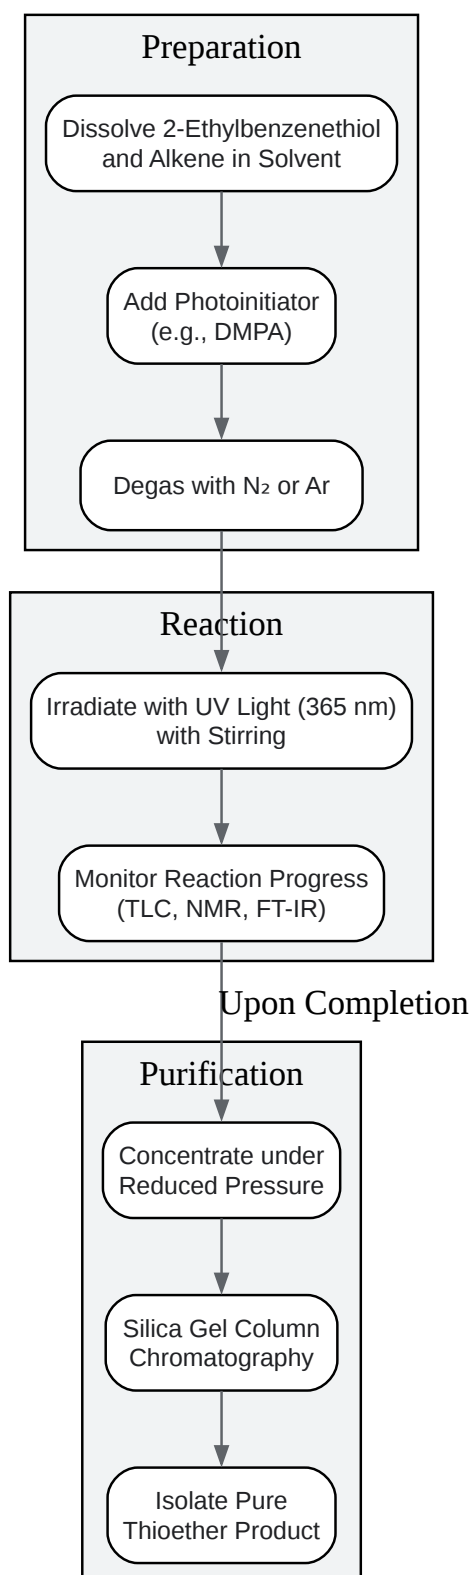 Preparation
Dissolve 2-Ethylbenzenethiol
and Alkene in Solvent
Add Photoinitiator
(e.g., DMPA)
Degas with N₂ or Ar
Reaction
Irradiate with UV Light (365 nm)
with Stirring
Monitor Reaction Progress
(TLC, NMR, FT-IR)
Upon Completion
Purification
Concentrate under
Reduced Pressure
Silica Gel Column
Chromatography
Isolate Pure
Thioether Product